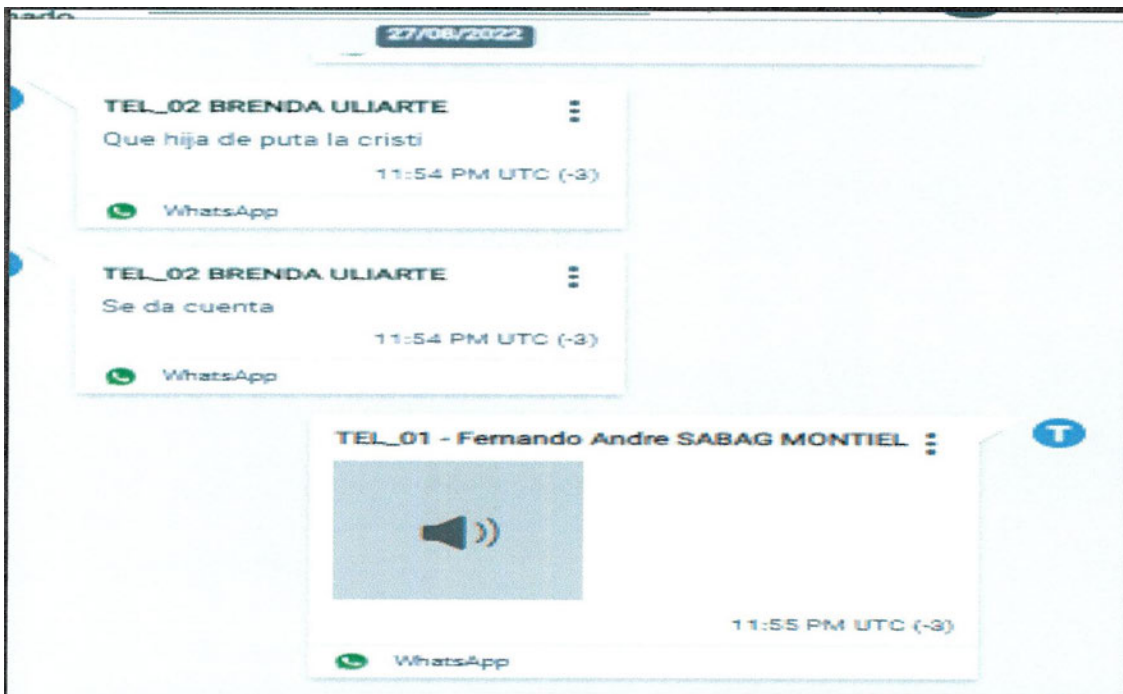 27/08/2022
TEL_02 BRENDA ULIARTE
Que hija de puta la cristi
11:54 PM UTC (-3)
WhatsApp
TEL_02 BRENDA ULIARTE
Se da cuenta
11:54 PM UTC (-3)
WhatsApp
TEL_01 - Fernando Andre SABAG MONTIEL
T
11:55 PM UTC (-3)
WhatsApp